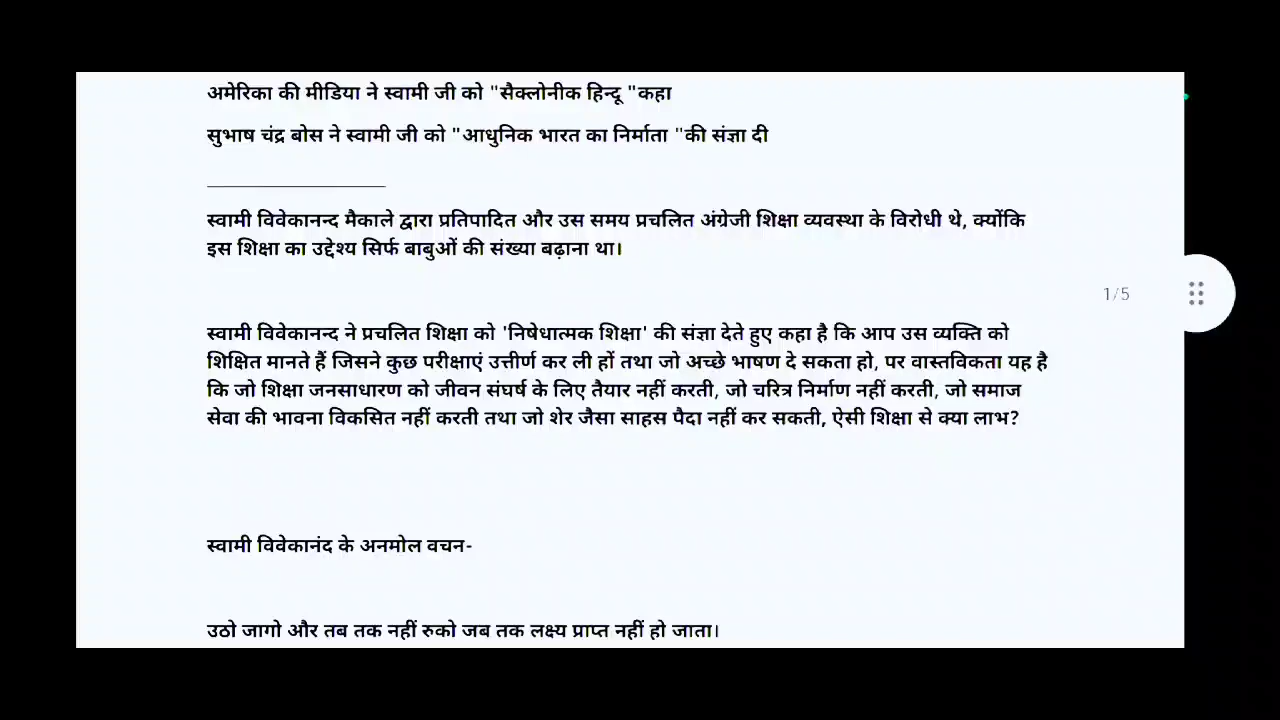 अमेरिका की मीडिया ने स्वामी जी को "सैक्लोनीक हिन्दू "कहा
सुभाष चंद्र बोस ने स्वामी जी को "आधुनिक भारत का निर्माता "की संज्ञा दी
स्वामी विवेकानन्द मैकाले द्वारा प्रतिपादित और उस समय प्रचलित अंग्रेजी शिक्षा व्यवस्था के विरोधी थे, क्योंकि
इस शिक्षा का उद्देश्य सिर्फ बाबुओं की संख्या बढ़ाना था।
1/5
स्वामी विवेकानन्द ने प्रचलित शिक्षा को 'निषेधात्मक शिक्षा' की संज्ञा देते हुए कहा है कि आप उस व्यक्ति को
शिक्षित मानते हैं जिसने कुछ परीक्षाएं उत्तीर्ण कर ली हों तथा जो अच्छे भाषण दे सकता हो, पर वास्तविकता यह है
कि जो शिक्षा जनसाधारण को जीवन संघर्ष के लिए तैयार नहीं करती, जो चरित्र निर्माण नहीं करती, जो समाज
सेवा की भावना विकसित नहीं करती तथा जो शेर जैसा साहस पैदा नहीं कर सकती, ऐसी शिक्षा से क्या लाभ?
स्वामी विवेकानंद के अनमोल वचन-
उठो जागो और तब तक नहीं रुको जब तक लक्ष्य प्राप्त नहीं हो जाता।